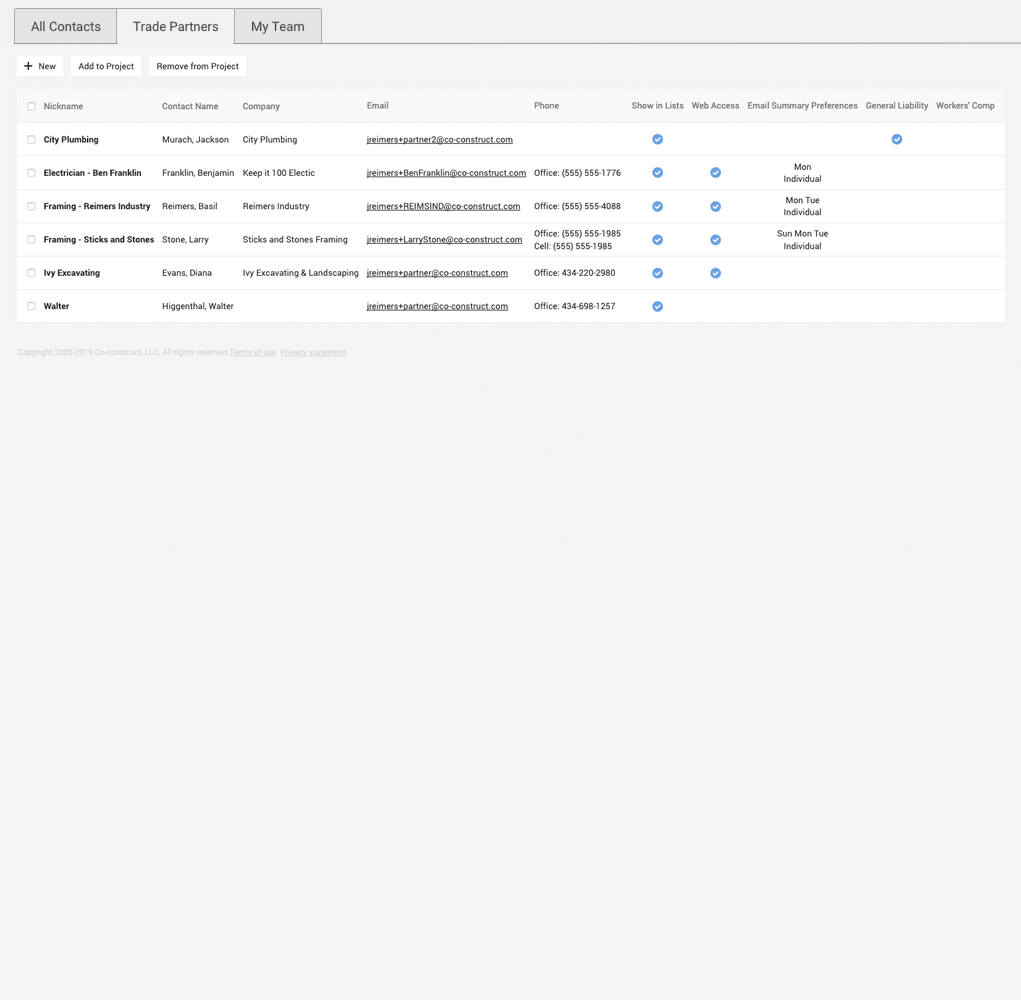 All Contacts Trade Partners My Team
+ New Add to Project Remove from Project
Nickname Contact Name Company Email Phone Show in Lists Web Access Email Summary Preferences General Liability Workers' Comp
City Plumbing Murach, Jackson City Plumbing jreimers+partner2@co-construct.com
Electrician - Ben Franklin Franklin, Benjamin Keep it 100 Electic jreimers+BenFranklin@co-construct.com Office: (555) 555-1776 Mon
Individual
Framing - Reimers Industry Reimers, Basil Reimers Industry jreimers+REIMSIND@co-construct.com Office: (555) 555-4088 Mon Tue
Individual
Framing - Sticks and Stones Stone, Larry Sticks and Stones Framing jreimers+LarryStone@co-construct.com Office: (555) 555-1985 Sun Mon Tue
Cell: (555) 555-1985 Individual
Ivy Excavating Evans, Diana Ivy Excavating & Landscaping jreimers+partner@co-construct.com Office: 434-220-2980
Walter Higgenthal, Walter jreimers+partner@co-construct.com Office: 434-698-1257
Copyright 2005-2019 Co-construct, LLC. All rights reserved.Terms of use. Privacy statement.